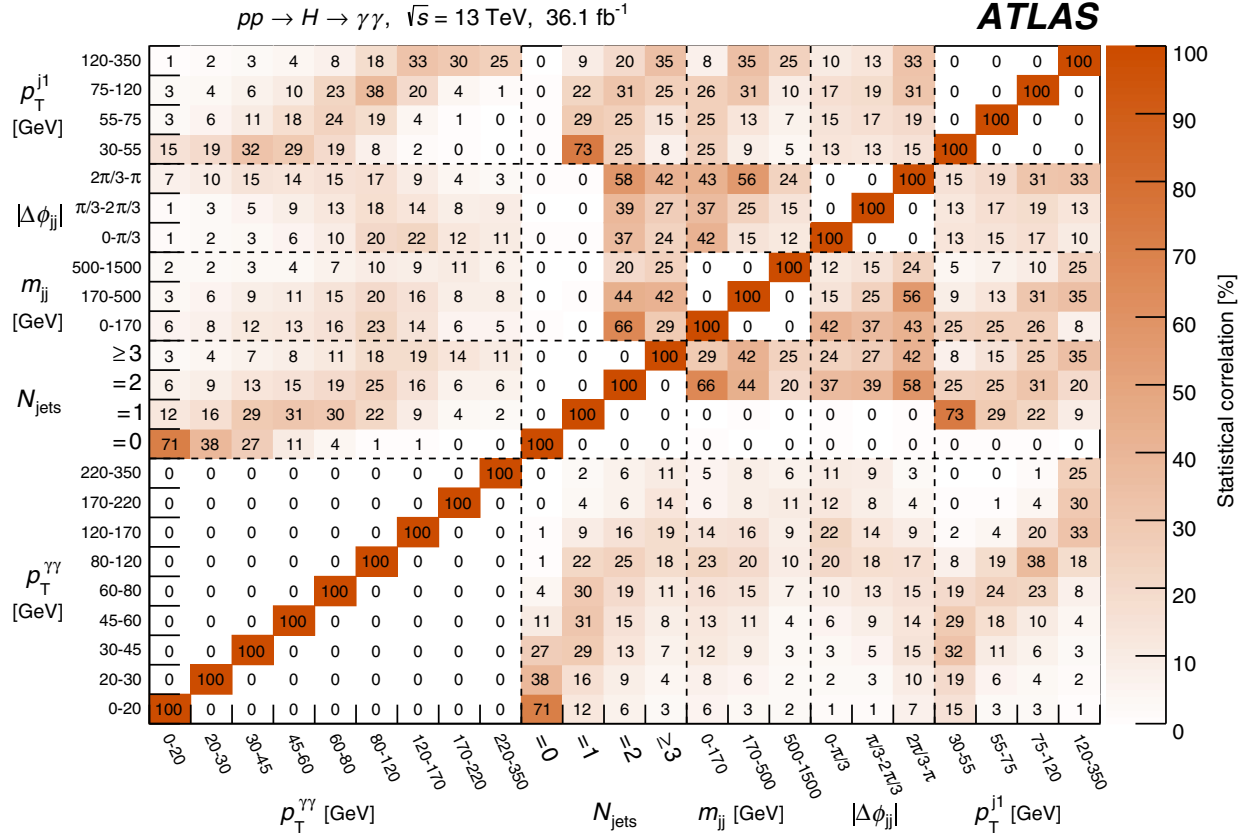 pp → H → γγ, √s = 13 TeV, 36.1 fb⁻¹ ATLAS
120-350 1 2 3 4 8 18 33 30 25 0 9 20 35 8 35 25 10 13 33 0 0 0 100
75-120 3 4 6 10 23 38 20 4 1 0 22 31 25 26 31 10 17 19 31 0 0 100 0
55-75 3 6 11 18 24 19 4 1 0 0 29 25 15 25 13 7 15 17 19 0 100 0 0
30-55 15 19 32 29 19 8 2 0 0 0 73 25 8 25 9 5 13 13 15 100 0 0 0
p_T^j1 [GeV]
2π/3-π 7 10 15 14 15 17 9 4 3 0 0 58 42 43 56 24 0 0 100 15 19 31 33
π/3-2π/3 1 3 5 9 13 18 14 8 9 0 0 39 27 37 25 15 0 100 0 13 17 19 13
0-π/3 1 2 3 6 10 20 22 12 11 0 0 37 24 42 15 12 100 0 0 13 15 17 10
|Δϕ_jj|
500-1500 2 2 3 4 7 10 9 11 6 0 0 20 25 0 0 100 12 15 24 5 7 10 25
170-500 3 6 9 11 15 20 16 8 8 0 0 44 42 0 100 0 15 25 56 9 13 31 35
0-170 6 8 12 13 16 23 14 6 5 0 0 66 29 100 0 0 42 37 43 25 25 26 8
m_jj [GeV]
≥3 3 4 7 8 11 18 19 14 11 0 0 0 100 29 42 25 24 27 42 8 15 25 35
=2 6 9 13 15 19 25 16 6 6 0 0 100 0 66 44 20 37 39 58 25 25 31 20
=1 12 16 29 31 30 22 9 4 2 0 100 0 0 0 0 0 0 0 0 73 29 22 9
=0 71 38 27 11 4 1 1 0 0 100 0 0 0 0 0 0 0 0 0 0 0 0 0
N_jets
220-350 0 0 0 0 0 0 0 0 100 0 2 6 11 5 8 6 11 9 3 0 0 1 25
170-220 0 0 0 0 0 0 0 100 0 0 4 6 14 6 8 11 12 8 4 0 1 4 30
120-170 0 0 0 0 0 0 100 0 0 1 9 16 19 14 16 9 22 14 9 2 4 20 33
80-120 0 0 0 0 0 100 0 0 0 1 22 25 18 23 20 10 20 18 17 8 19 38 18
60-80 0 0 0 0 100 0 0 0 0 4 30 19 11 16 15 7 10 13 15 19 24 23 8
45-60 0 0 0 100 0 0 0 0 0 11 31 15 8 13 11 4 6 9 14 29 18 10 4
30-45 0 0 100 0 0 0 0 0 0 27 29 13 7 12 9 3 3 5 15 32 11 6 3
20-30 0 100 0 0 0 0 0 0 0 38 16 9 4 8 6 2 2 3 10 19 6 4 2
0-20 100 0 0 0 0 0 0 0 0 71 12 6 3 6 3 2 1 1 7 15 3 3 1
p_T^γγ [GeV]
0-20 20-30 30-45 45-60 60-80 80-120 120-170 170-220 220-350 =0 =1 =2 ≥3 0-170 170-500 500-1500 0-π/3 π/3-2π/3 2π/3-π 30-55 55-75 75-120 120-350
p_T^γγ [GeV] N_jets m_jj [GeV] |Δϕ_jj| p_T^j1 [GeV]
100
90
80
70
60
50
40
30
20
10
0
Statistical correlation [%]